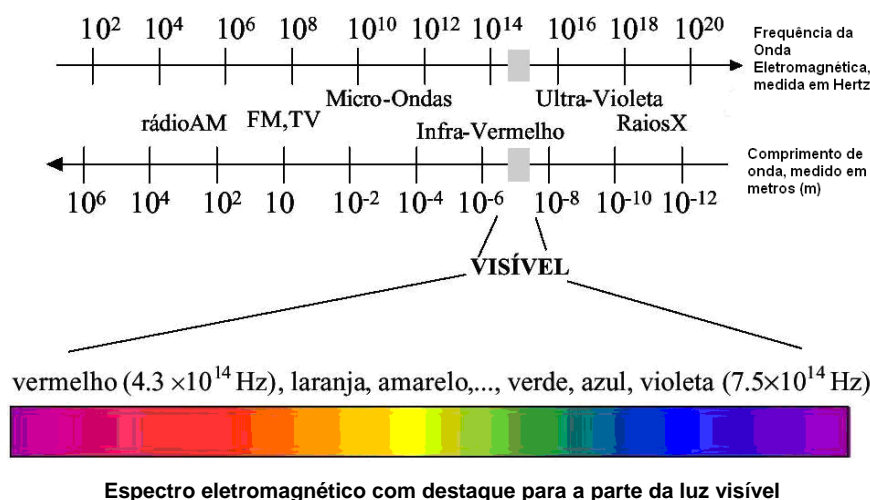 10² 10⁴ 10⁶ 10⁸ 10¹⁰ 10¹² 10¹⁴ 10¹⁶ 10¹⁸ 10²⁰
Frequência da
Onda
Eletromagnética,
medida em Hertz
rádioAM FM,TV Micro-Ondas Infra-Vermelho Ultra-Violeta RaiosX
Comprimento de
onda, medido em
metros (m)
10⁶ 10⁴ 10² 10 10⁻² 10⁻⁴ 10⁻⁶ 10⁻⁸ 10⁻¹⁰ 10⁻¹²
VISÍVEL
vermelho (4.3 ×10¹⁴ Hz), laranja, amarelo,..., verde, azul, violeta (7.5×10¹⁴ Hz)
Espectro eletromagnético com destaque para a parte da luz visível